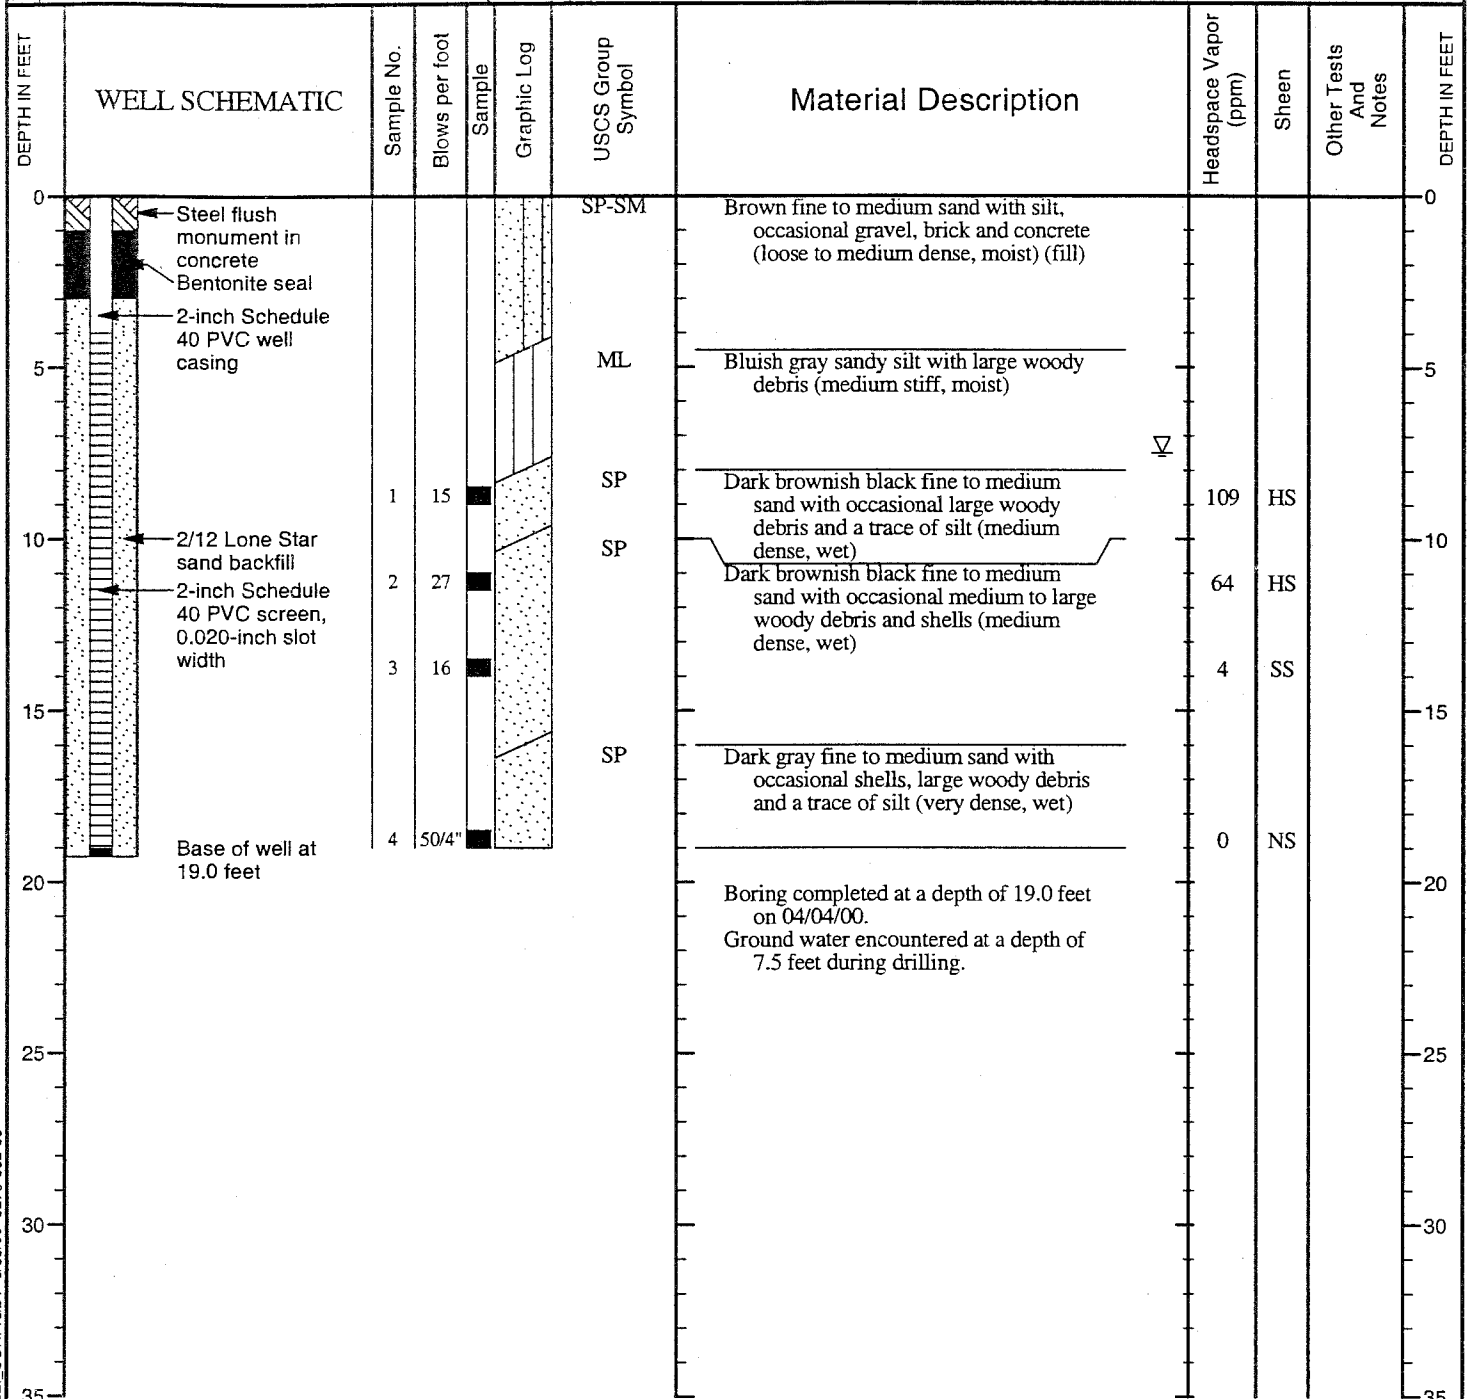 DEPTH IN FEET
WELL SCHEMATIC
Sample No.
Blows per foot
Sample
Graphic Log
USCS Group
Symbol
Material Description
Headspace Vapor
(ppm)
Sheen
Other Tests
And
Notes
DEPTH IN FEET
0
5
10
15
20
25
30
35
Steel flush
monument in
concrete
Bentonite seal
2-inch Schedule
40 PVC well
casing
2/12 Lone Star
sand backfill
2-inch Schedule
40 PVC screen,
0.020-inch slot
width
Base of well at
19.0 feet
1 15
2 27
3 16
4 50/4"
SP-SM
ML
SP
SP
SP
Brown fine to medium sand with silt,
occasional gravel, brick and concrete
(loose to medium dense, moist) (fill)
Bluish gray sandy silt with large woody
debris (medium stiff, moist)
Dark brownish black fine to medium
sand with occasional large woody
debris and a trace of silt (medium
dense, wet)
Dark brownish black fine to medium
sand with occasional medium to large
woody debris and shells (medium
dense, wet)
Dark gray fine to medium sand with
occasional shells, large woody debris
and a trace of silt (very dense, wet)
Boring completed at a depth of 19.0 feet
on 04/04/00.
Ground water encountered at a depth of
7.5 feet during drilling.
109 HS
64 HS
4 SS
0 NS
0
5
10
15
20
25
30
35